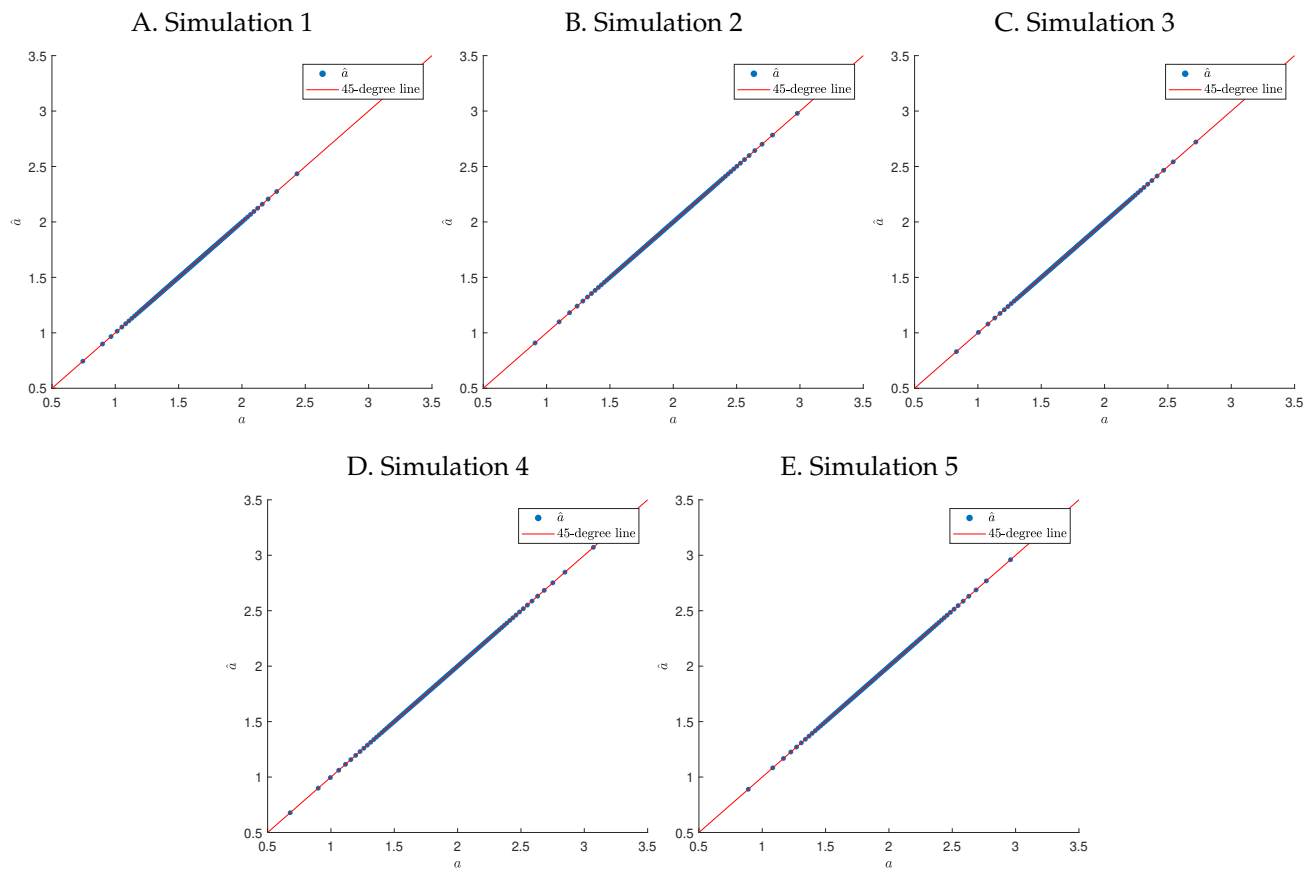 A. Simulation 1
3.5
3
2.5
2
1.5
1
0.5
â
0.5 1 1.5 2 2.5 3 3.5
a
â
45-degree line
B. Simulation 2
3.5
3
2.5
2
1.5
1
0.5
â
0.5 1 1.5 2 2.5 3 3.5
a
â
45-degree line
C. Simulation 3
3.5
3
2.5
2
1.5
1
0.5
â
0.5 1 1.5 2 2.5 3 3.5
a
â
45-degree line
D. Simulation 4
3.5
3
2.5
2
1.5
1
0.5
â
0.5 1 1.5 2 2.5 3 3.5
a
â
45-degree line
E. Simulation 5
3.5
3
2.5
2
1.5
1
0.5
â
0.5 1 1.5 2 2.5 3 3.5
a
â
45-degree line